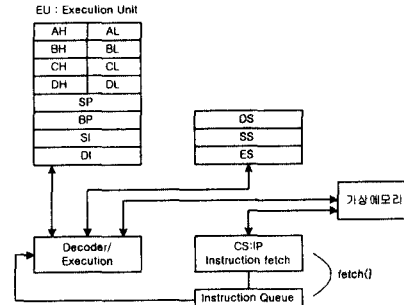 EU : Execution Unit
AH AL
BH BL
CH CL
DH DL
SP
BP
SI
DI
DS
SS
ES
가상메모리
Decoder/
Execution
CS:IP
Instruction fetch
fetch()
Instruction Queue